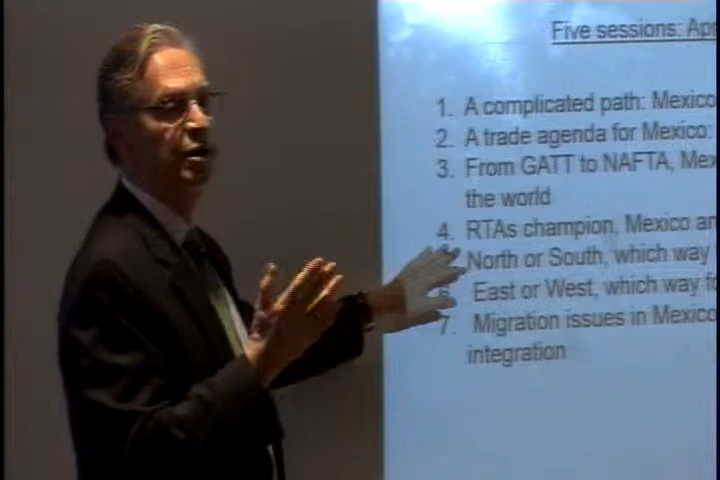 Five sessions: Apr
1. A complicated path: Mexico
2. A trade agenda for Mexico:
3. From GATT to NAFTA, Mex
the world
4. RTAs champion, Mexico an
North or South, which way
East or West, which way fo
7. Migration issues in Mexico
integration